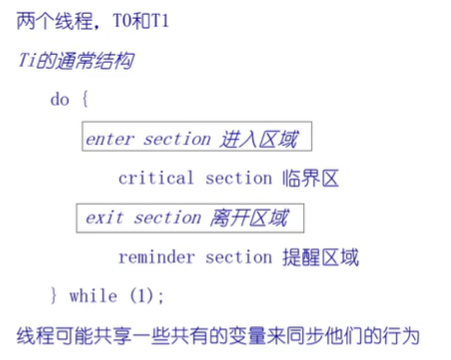 两个线程，T0和T1
Ti的通常结构
do {
enter section 进入区域
critical section 临界区
exit section 离开区域
reminder section 提醒区域
} while (1);
线程可能共享一些共有的变量来同步他们的行为